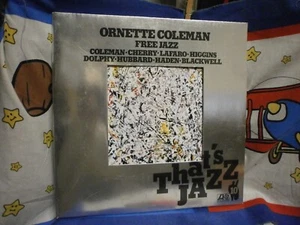 ORNETTE COLEMAN
FREE JAZZ
COLEMAN·CHERRY·LAFARO·HIGGINS
DOLPHY·HUBBARD·HADEN·BLACKWELL
That's
JAZZ